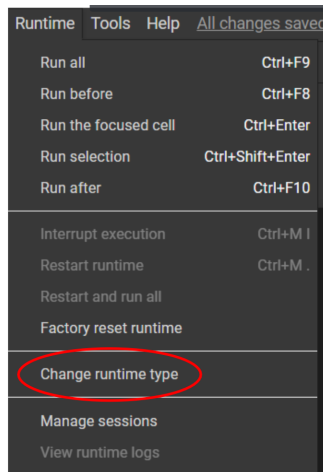 Runtime Tools Help All changes saved
Run all Ctrl+F9
Run before Ctrl+F8
Run the focused cell Ctrl+Enter
Run selection Ctrl+Shift+Enter
Run after Ctrl+F10
Interrupt execution Ctrl+M I
Restart runtime Ctrl+M .
Restart and run all
Factory reset runtime
Change runtime type
Manage sessions
View runtime logs